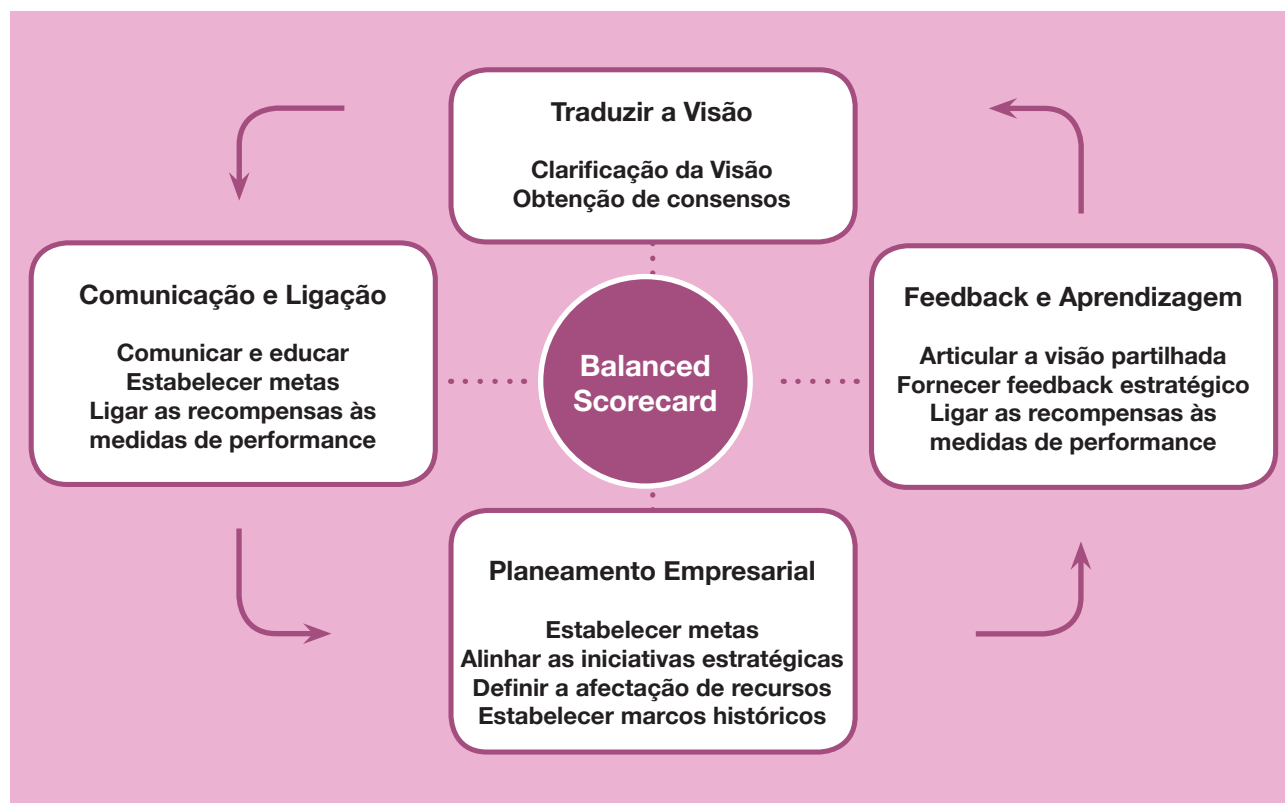 Traduzir a Visão
Clarificação da Visão
Obtenção de consensos
Comunicação e Ligação
Comunicar e educar
Estabelecer metas
Ligar as recompensas às
medidas de performance
Balanced
Scorecard
Feedback e Aprendizagem
Articular a visão partilhada
Fornecer feedback estratégico
Ligar as recompensas às
medidas de performance
Planeamento Empresarial
Estabelecer metas
Alinhar as iniciativas estratégicas
Definir a afectação de recursos
Estabelecer marcos históricos